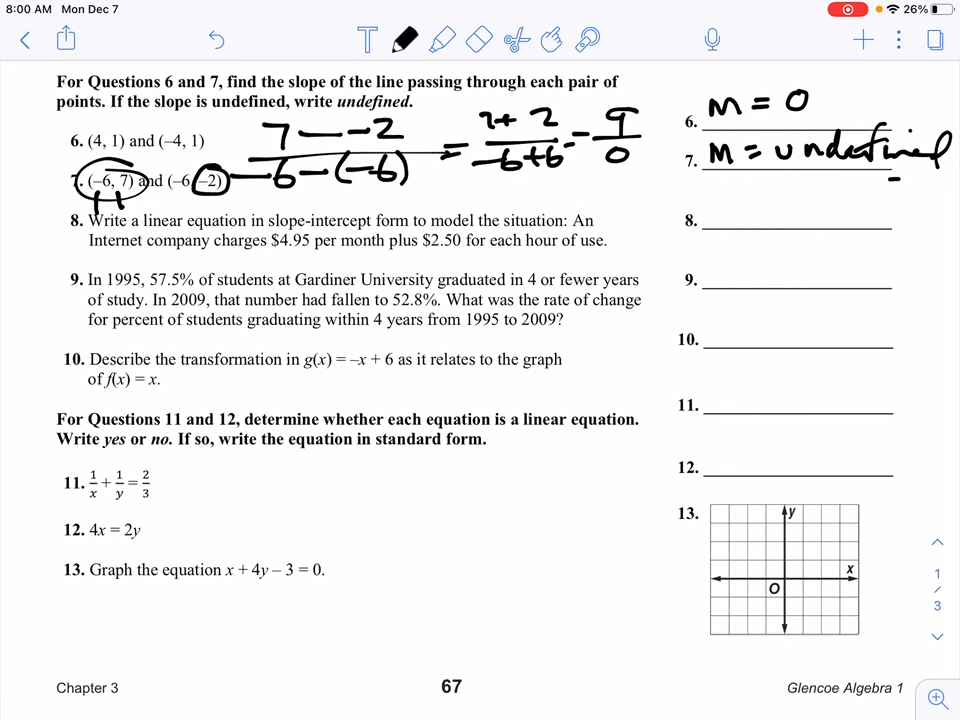 8:00 AM Mon Dec 7
26%
For Questions 6 and 7, find the slope of the line passing through each pair of
points. If the slope is undefined, write undefined.
6. (4, 1) and (–4, 1)
7 — -2
-6 - (-6)
= 7+ 2
-6+6
= 9
0
6. m = 0
7. (–6, 7) and (–6, –2)
7. m = undefined
8. Write a linear equation in slope-intercept form to model the situation: An
Internet company charges $4.95 per month plus $2.50 for each hour of use.
8.
9. In 1995, 57.5% of students at Gardiner University graduated in 4 or fewer years
of study. In 2009, that number had fallen to 52.8%. What was the rate of change
for percent of students graduating within 4 years from 1995 to 2009?
9.
10. Describe the transformation in g(x) = –x + 6 as it relates to the graph
of f(x) = x.
10.
For Questions 11 and 12, determine whether each equation is a linear equation.
Write yes or no. If so, write the equation in standard form.
11.
11. 1/x + 1/y = 2/3
12.
12. 4x = 2y
13. Graph the equation x + 4y – 3 = 0.
13.
y
x
O
1
/
3
Chapter 3
67
Glencoe Algebra 1